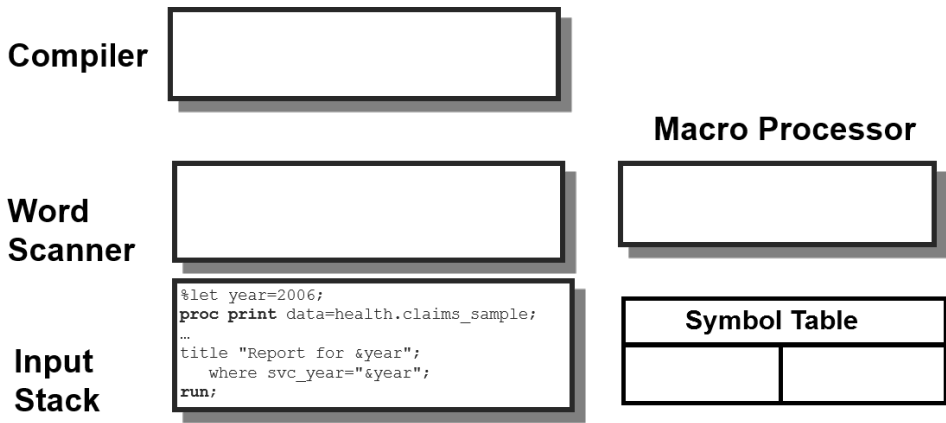 Compiler
Macro Processor
Word
Scanner
%let year=2006;
proc print data=health.claims_sample;
…
title "Report for &year";
where svc_year="&year";
run;
Input
Stack
Symbol Table